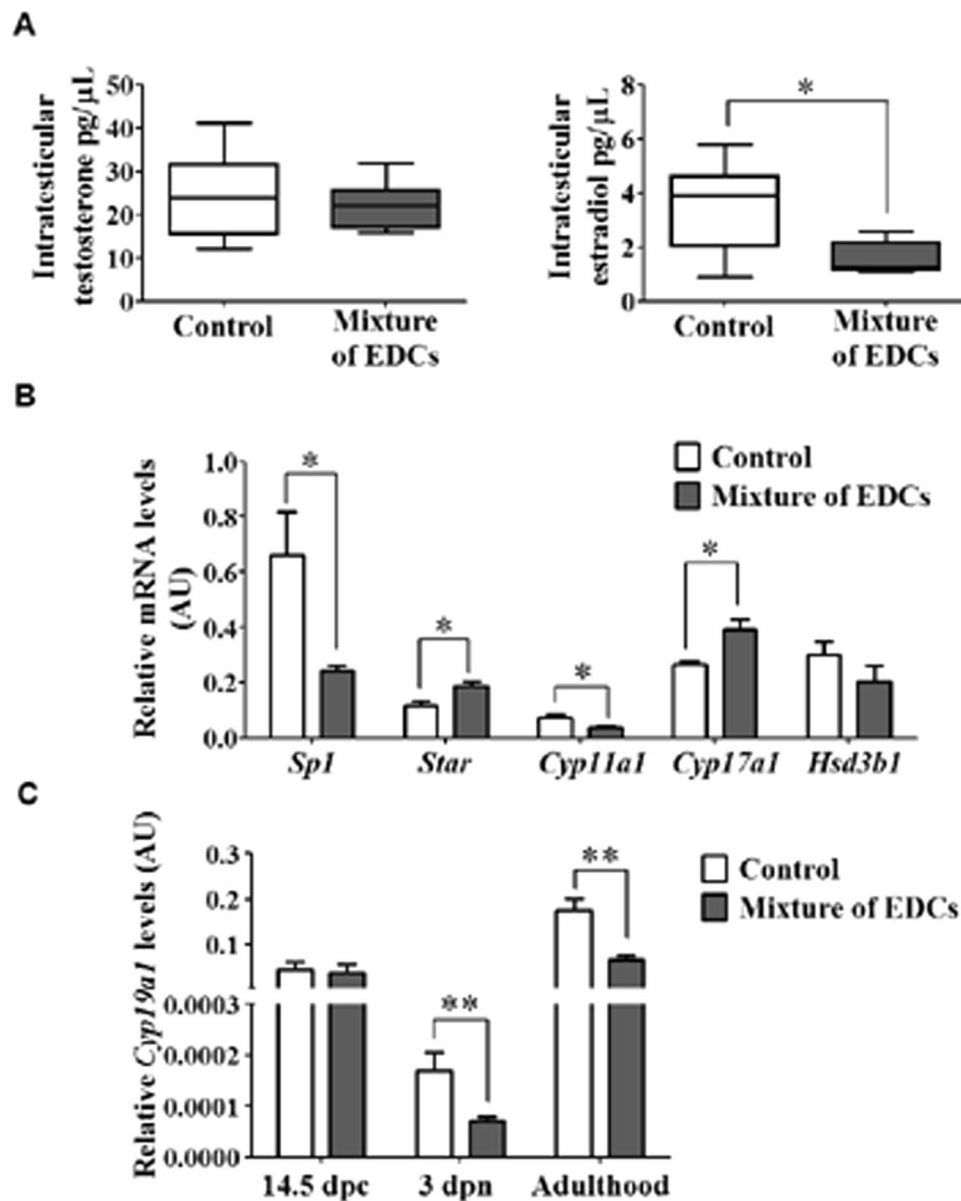 A
Intratesticular
testosterone pg/µL
50
40
30
20
10
0
Control
Mixture
of EDCs
Intratesticular
estradiol pg/µL
8
6
4
2
0
*
Control
Mixture
of EDCs
B
Relative mRNA levels
(AU)
1.0
0.8
0.6
0.4
0.2
0.0
*
*
*
*
Control
Mixture of EDCs
Sp1
Star
Cyp11a1
Cyp17a1
Hsd3b1
C
Relative Cyp19a1 levels (AU)
0.3
0.2
0.1
0.0003
0.0002
0.0001
0.0000
**
**
Control
Mixture of EDCs
14.5 dpc
3 dpn
Adulthood